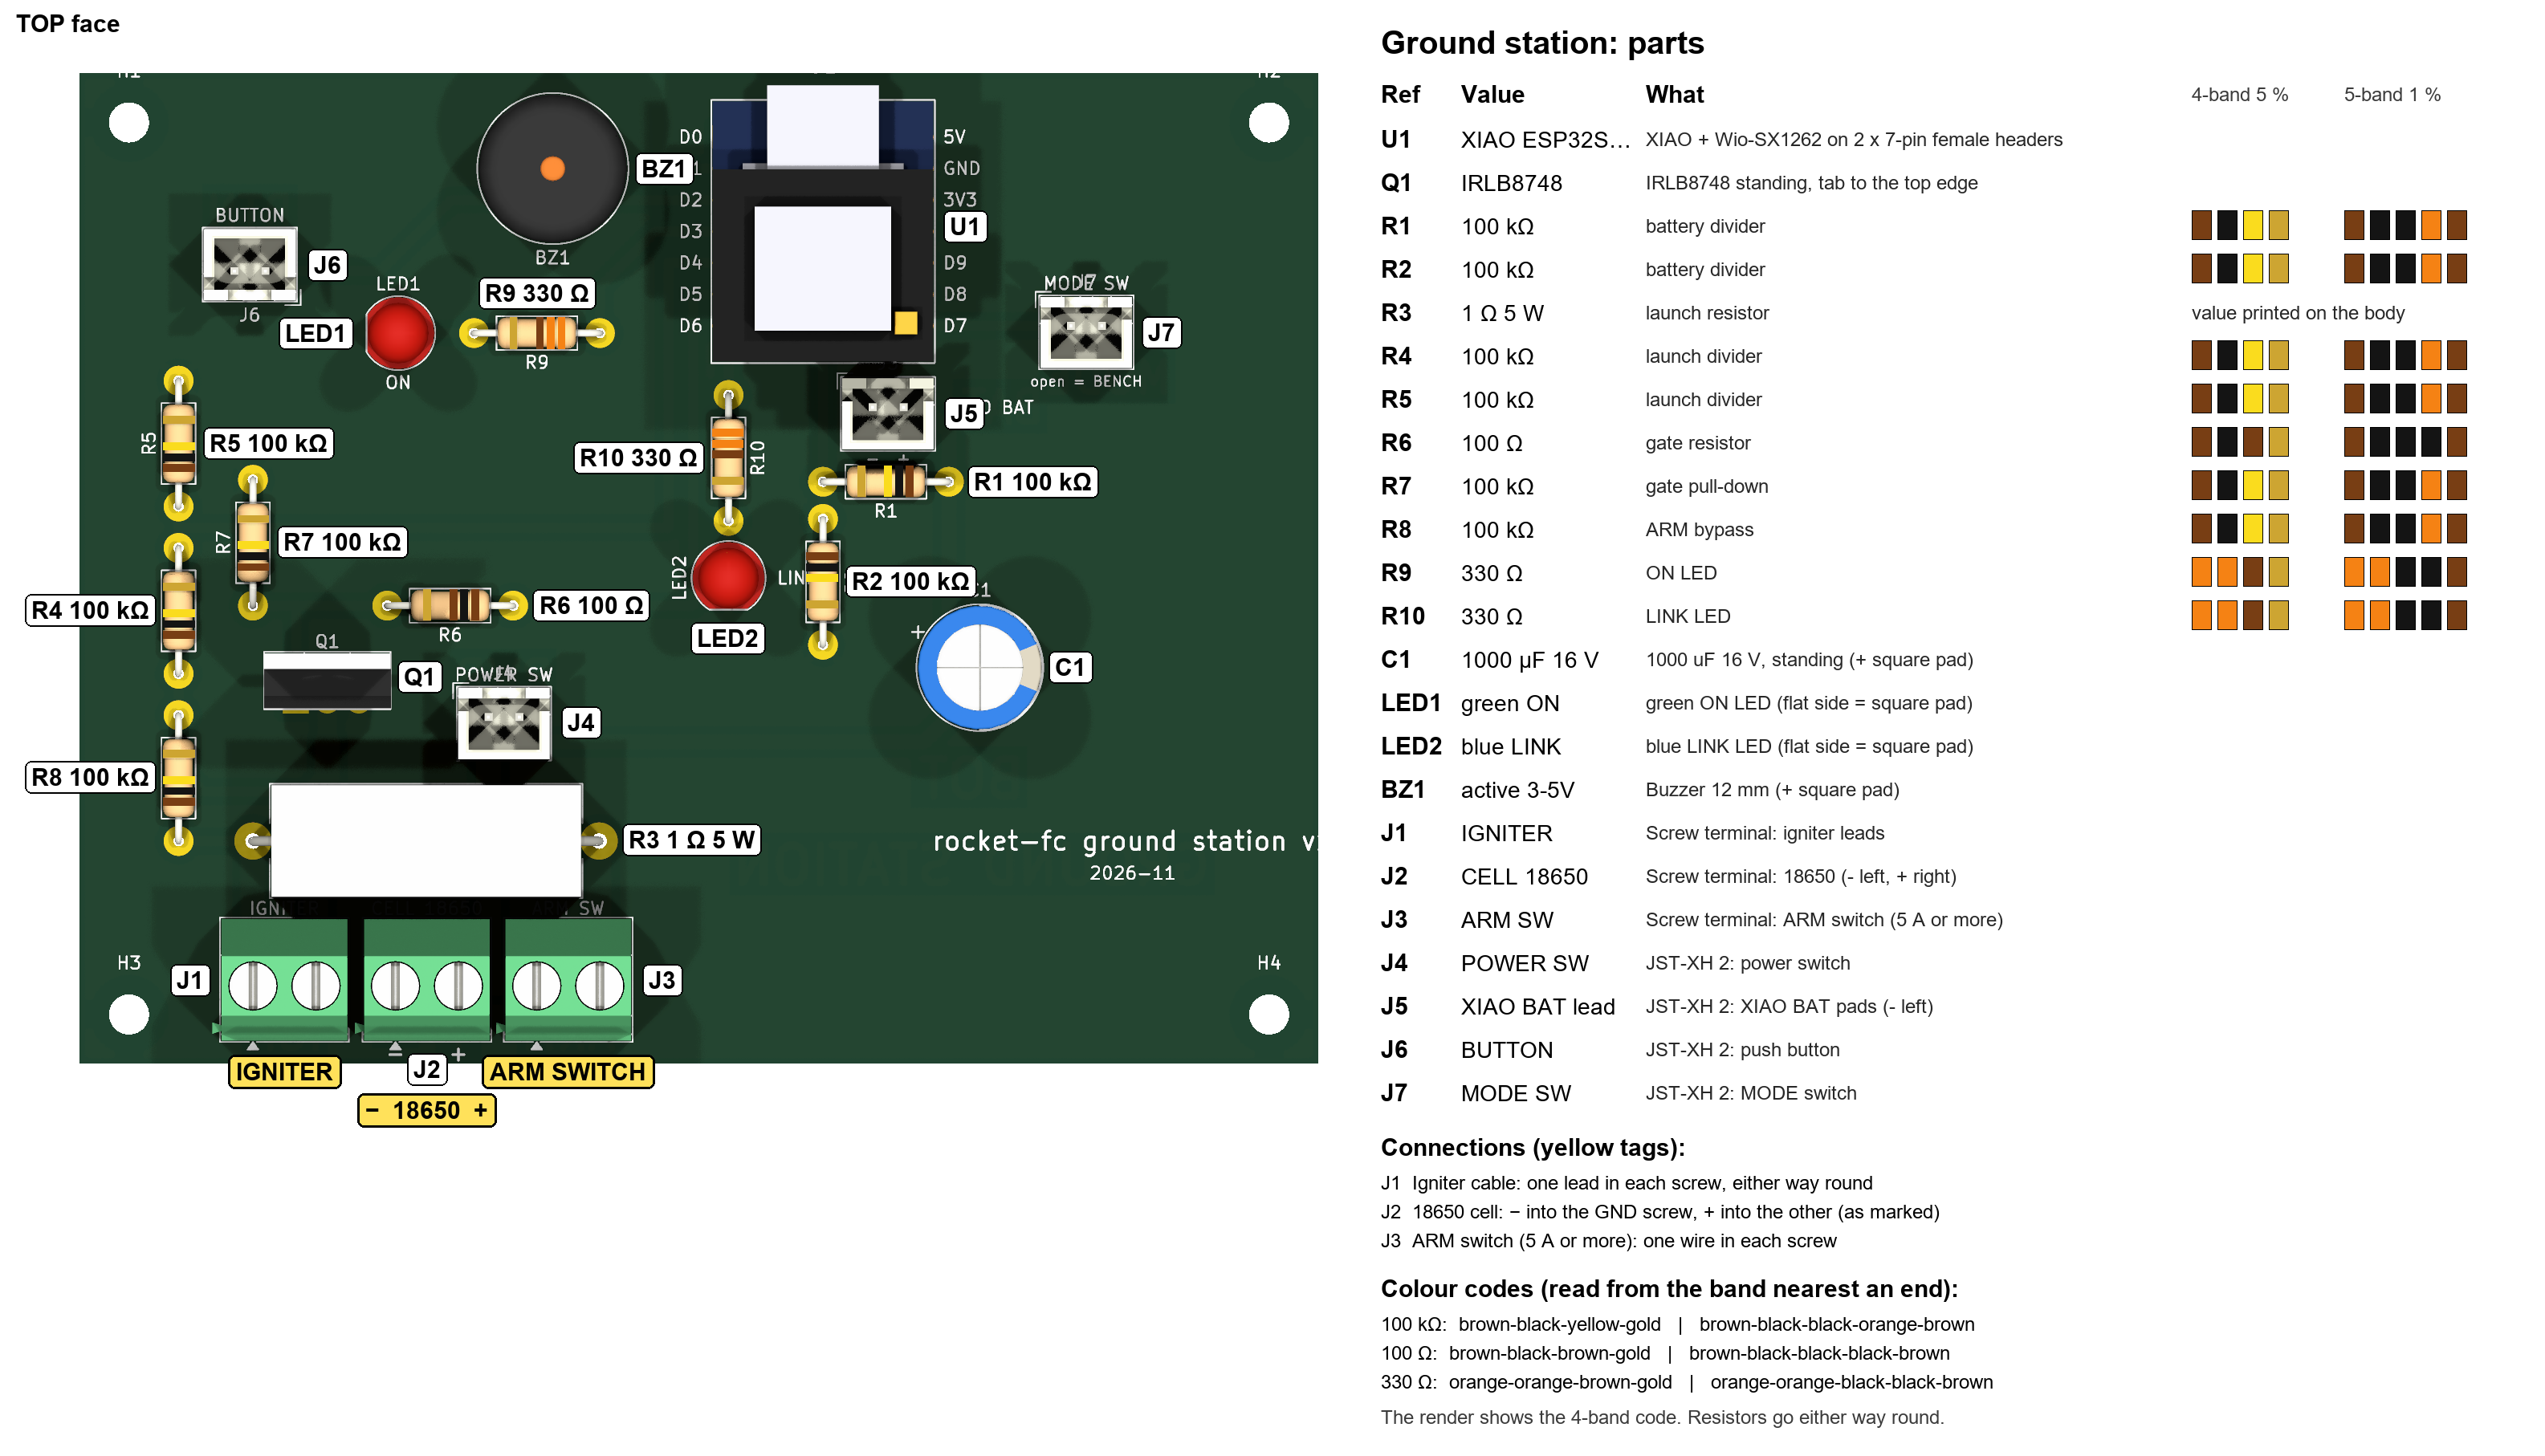 TOP face
H2
BZ1
BZ1
D0
D2
D3
D4
D5
D6
5V
GND
3V3
U1
D9
D8
D7
BUTTON
J6
J6
LED1
LED1
ON
R9 330 Ω
R9
MODE SW
J7
open = BENCH
J5
BAT
R5
R5 100 kΩ
R10 330 Ω
R10
R1 100 kΩ
R1
R7
R7 100 kΩ
LED2
LIN
R2 100 kΩ
R4 100 kΩ
R6 100 Ω
R6
LED2
Q1
Q1
POWER SW
J4
C1
R8 100 kΩ
R3 1 Ω 5 W
rocket-fc ground station
2026-11
SW
H3
H4
J1
J3
− +
IGNITER
J2
ARM SWITCH
− 18650 +
Ground station: parts
Ref Value What 4-band 5 % 5-band 1 %
U1 XIAO ESP32S... XIAO + Wio-SX1262 on 2 x 7-pin female headers
Q1 IRLB8748 IRLB8748 standing, tab to the top edge
R1 100 kΩ battery divider
R2 100 kΩ battery divider
R3 1 Ω 5 W launch resistor value printed on the body
R4 100 kΩ launch divider
R5 100 kΩ launch divider
R6 100 Ω gate resistor
R7 100 kΩ gate pull-down
R8 100 kΩ ARM bypass
R9 330 Ω ON LED
R10 330 Ω LINK LED
C1 1000 µF 16 V 1000 uF 16 V, standing (+ square pad)
LED1 green ON green ON LED (flat side = square pad)
LED2 blue LINK blue LINK LED (flat side = square pad)
BZ1 active 3-5V Buzzer 12 mm (+ square pad)
J1 IGNITER Screw terminal: igniter leads
J2 CELL 18650 Screw terminal: 18650 (- left, + right)
J3 ARM SW Screw terminal: ARM switch (5 A or more)
J4 POWER SW JST-XH 2: power switch
J5 XIAO BAT lead JST-XH 2: XIAO BAT pads (- left)
J6 BUTTON JST-XH 2: push button
J7 MODE SW JST-XH 2: MODE switch
Connections (yellow tags):
J1 Igniter cable: one lead in each screw, either way round
J2 18650 cell: − into the GND screw, + into the other (as marked)
J3 ARM switch (5 A or more): one wire in each screw
Colour codes (read from the band nearest an end):
100 kΩ: brown-black-yellow-gold | brown-black-black-orange-brown
100 Ω: brown-black-brown-gold | brown-black-black-black-brown
330 Ω: orange-orange-brown-gold | orange-orange-black-black-brown
The render shows the 4-band code. Resistors go either way round.